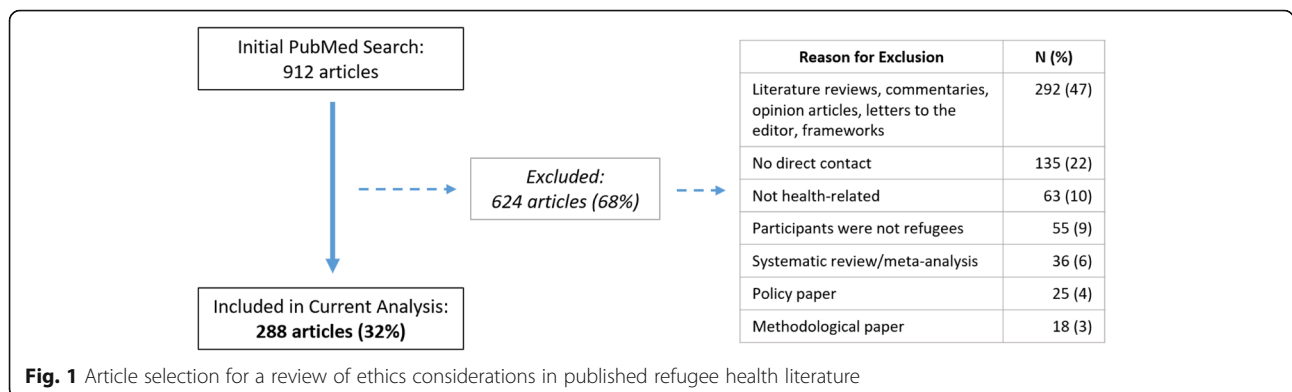 Initial PubMed Search:
912 articles
Excluded:
624 articles (68%)
Included in Current Analysis:
288 articles (32%)
Reason for Exclusion N (%)
Literature reviews, commentaries, 292 (47)
opinion articles, letters to the
editor, frameworks
No direct contact 135 (22)
Not health-related 63 (10)
Participants were not refugees 55 (9)
Systematic review/meta-analysis 36 (6)
Policy paper 25 (4)
Methodological paper 18 (3)
Fig. 1 Article selection for a review of ethics considerations in published refugee health literature